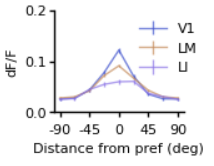 0.2
V1
LM
LI
0.1
0.0
dF/F
-90 -45 0 45 90
Distance from pref (deg)